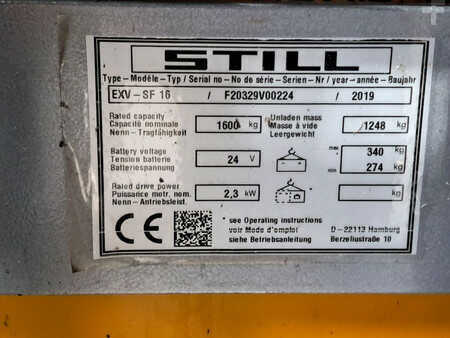 STILL
Type – Modèle – Typ / Serial no – No de série – Serien – Nr / year – année – Baujahr
EXV – SF 16 / F20329V00224 / 2019
Rated capacity
Capacité nominale 1600 kg
Nenn – Tragfähigkeit
Unladen mass
Masse à vide 1248 kg
Leergewicht
Battery voltage
Tension batterie 24 V
Batteriespannung
max 340 kg
min 274 kg
Rated drive power
Puissance motr. nom. 2,3 kW
Nenn – Antriebsleist.
kg
CE
see Operating instructions
voir Mode d'emploi
siehe Betriebsanleitung
D – 22113 Hamburg
Berzeliustraße 10